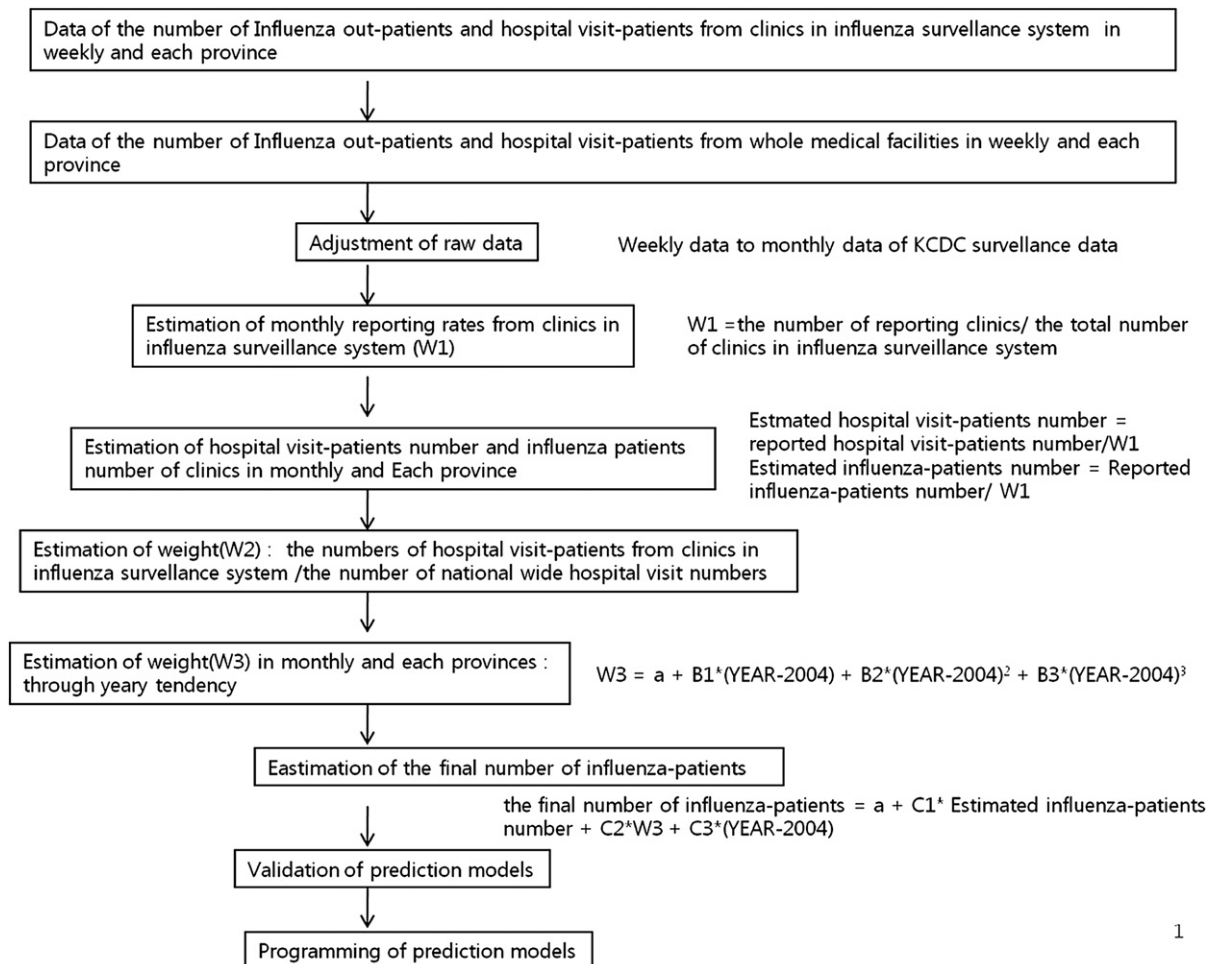 Data of the number of Influenza out-patients and hospital visit-patients from clinics in influenza survellance system in
weekly and each province
Data of the number of Influenza out-patients and hospital visit-patients from whole medical facilities in weekly and each
province
Adjustment of raw data
Weekly data to monthly data of KCDC survellance data
Estimation of monthly reporting rates from clinics in
influenza surveillance system (W1)
W1 =the number of reporting clinics/ the total number
of clinics in influenza surveillance system
Estimation of hospital visit-patients number and influenza patients
number of clinics in monthly and Each province
Estmated hospital visit-patients number =
reported hospital visit-patients number/W1
Estimated influenza-patients number = Reported
influenza-patients number/ W1
Estimation of weight(W2) : the numbers of hospital visit-patients from clinics in
influenza survellance system /the number of national wide hospital visit numbers
Estimation of weight(W3) in monthly and each provinces :
through yeary tendency
W3 = a + B1*(YEAR-2004) + B2*(YEAR-2004)² + B3*(YEAR-2004)³
Eastimation of the final number of influenza-patients
the final number of influenza-patients = a + C1* Estimated influenza-patients
number + C2*W3 + C3*(YEAR-2004)
Validation of prediction models
Programming of prediction models
1